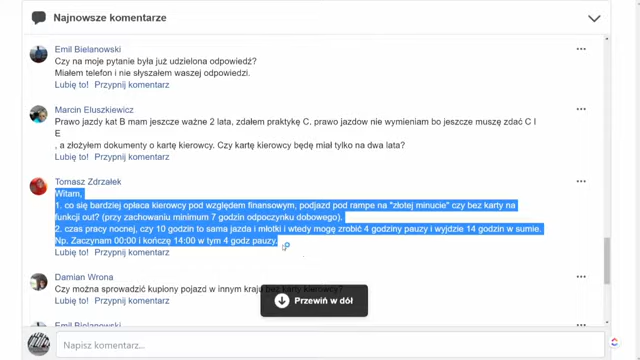 Najnowsze komentarze
Emil Bielanowski
Czy na moje pytanie była już udzielona odpowiedź?
Miałem telefon i nie słyszałem waszej odpowiedzi.
Lubię to! Przypnij komentarz
Marcin Eluszkiewicz
Prawo jazdy kat B mam jeszcze ważne 2 lata, zdałem praktykę C. prawo jazdow nie wymieniam bo jeszcze muszę zdać C I
E
, a złożyłem dokumenty o kartę kierowcy. Czy kartę kierowcy będę miał tylko na dwa lata?
Lubię to! Przypnij komentarz
Tomasz Zdrzałek
Witam,
1. co się bardziej opłaca kierowcy pod względem finansowym, podjazd pod rampe na "złotej minucie" czy bez karty na
funkcji out? (przy zachowaniu minimum 7 godzin odpoczynku dobowego).
2. czas pracy nocnej, czy 10 godzin to sama jazda i młotki i wtedy mogę zrobić 4 godziny pauzy i wyjdzie 14 godzin w sumie.
Np. Zaczynam 00:00 i kończę 14:00 w tym 4 godz pauzy.
Lubię to! Przypnij komentarz
Damian Wrona
Czy można sprowadzić kupiony pojazd w innym kraju bez karty kierowcy?
Lubię to! Przypnij komentarz
Przewiń w dół
Emil Bielanowski
Napisz komentarz...